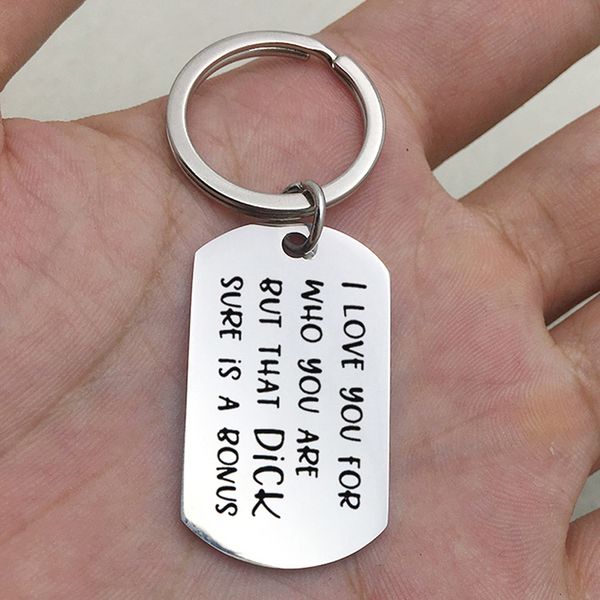 I LOVE YOU FOR
WHO YOU ARE
BUT THAT DiCK
SURE iS A BONUS